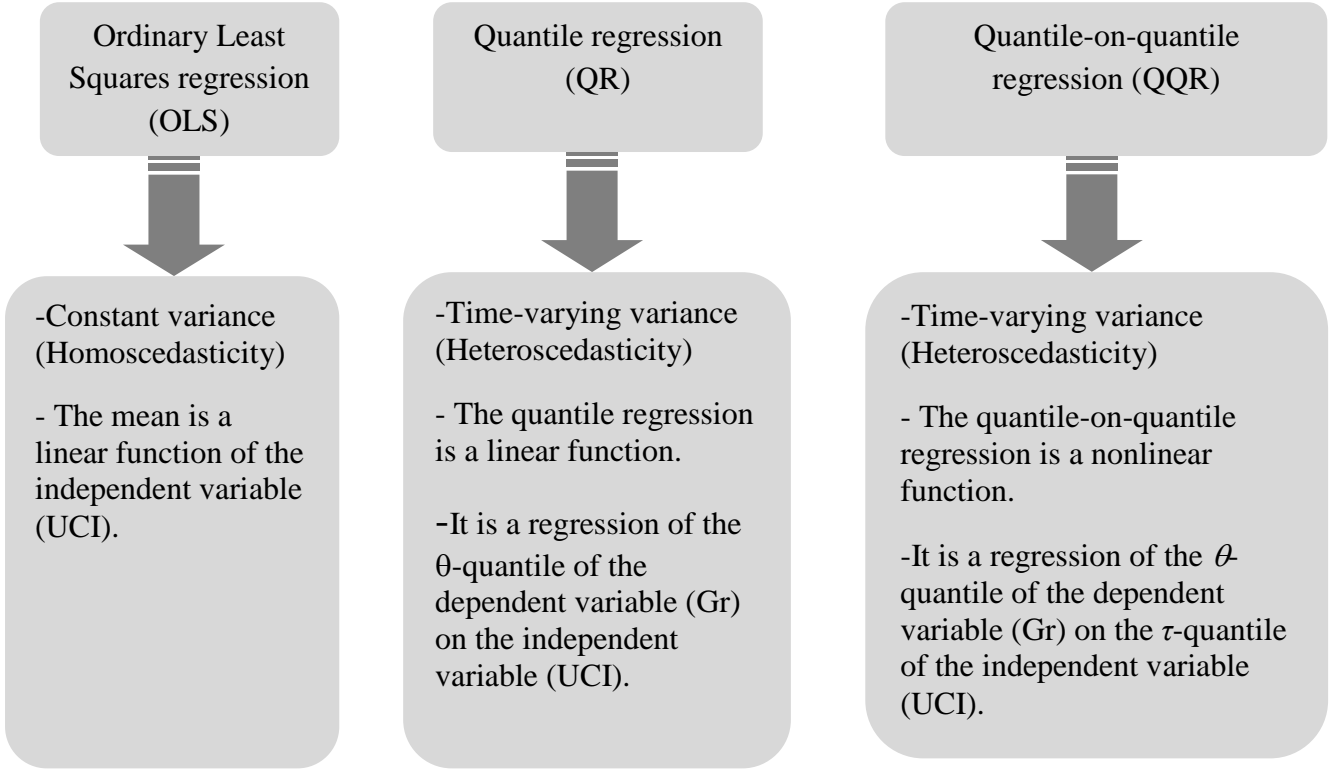 Ordinary Least
Squares regression
(OLS)
Quantile regression
(QR)
Quantile-on-quantile
regression (QQR)
-Constant variance
(Homoscedasticity)
- The mean is a
linear function of the
independent variable
(UCI).
-Time-varying variance
(Heteroscedasticity)
- The quantile regression
is a linear function.
-It is a regression of the
θ-quantile of the
dependent variable (Gr)
on the independent
variable (UCI).
-Time-varying variance
(Heteroscedasticity)
- The quantile-on-quantile
regression is a nonlinear
function.
-It is a regression of the θ-
quantile of the dependent
variable (Gr) on the τ-quantile
of the independent variable
(UCI).